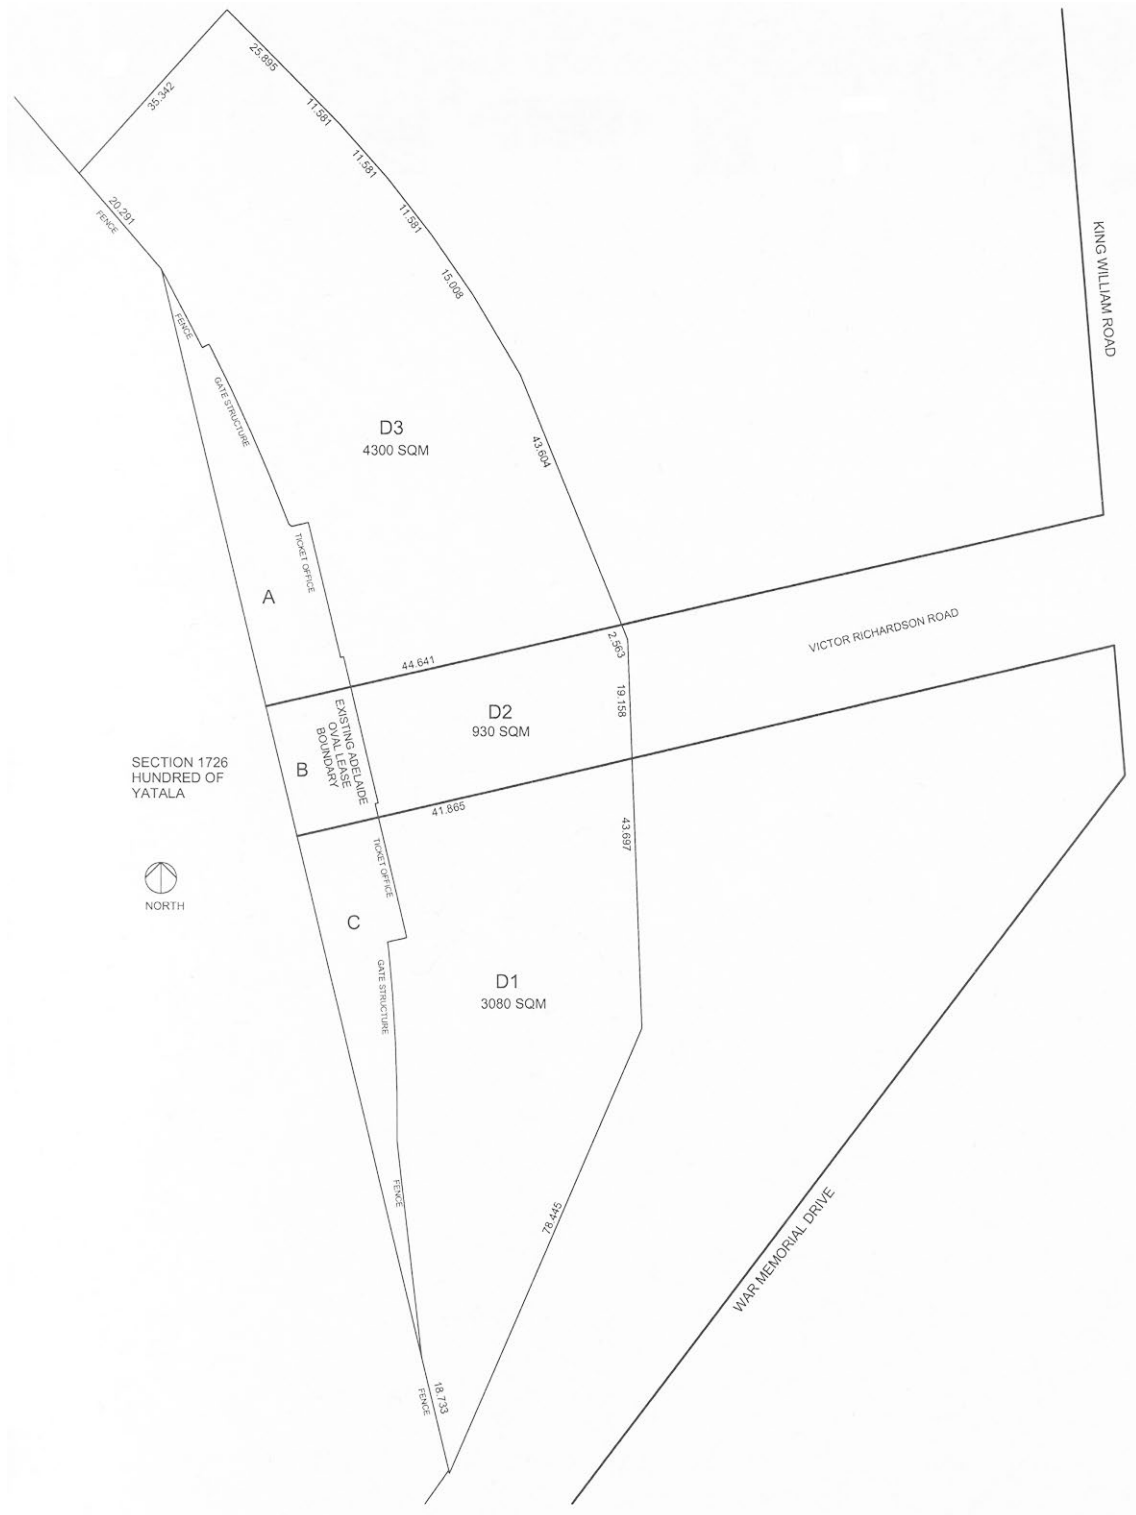 25.895
35.342
11.581
11.581
20.291
FENCE
11.581
KING WILLIAM ROAD
15.008
FENCE
GATE STRUCTURE
D3
4300 SQM
43.604
TICKET OFFICE
A
VICTOR RICHARDSON ROAD
2.563
44.641
19.158
D2
930 SQM
EXISTING ADELAIDE
OVAL LEASE
BOUNDARY
SECTION 1726
HUNDRED OF
YATALA
B
41.865
43.697
TICKET OFFICE
NORTH
C
GATE STRUCTURE
D1
3080 SQM
FENCE
78.445
WAR MEMORIAL DRIVE
18.733
FENCE